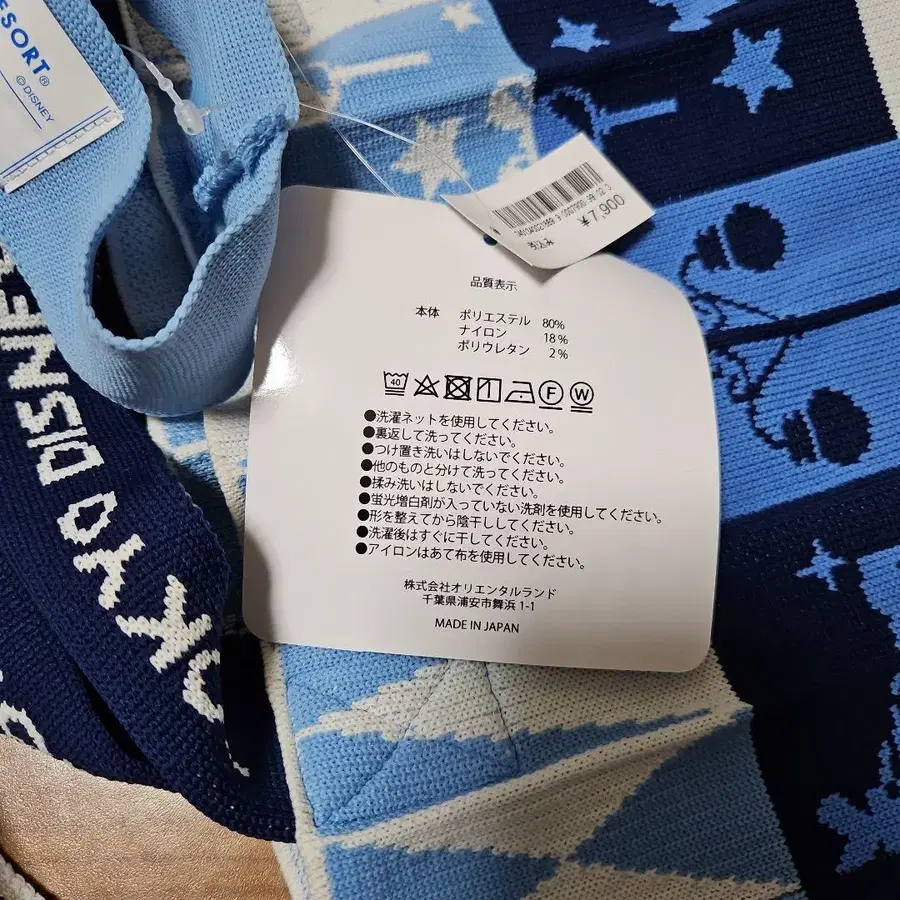 ESORT®
©DISNEY
¥7,900
税込み
品質表示
本体 ポリエステル 80%
ナイロン 18%
ポリウレタン 2%
40
F
W
●洗濯ネットを使用してください。
●裏返して洗ってください。
●つけ置き洗いはしないでください。
●他のものと分けて洗ってください。
●揉み洗いはしないでください。
●蛍光増白剤が入っていない洗剤を使用してください。
●形を整えてから陰干ししてください。
●洗濯後はすぐに干してください。
●アイロンはあて布を使用してください。
株式会社オリエンタルランド
千葉県浦安市舞浜 1-1
MADE IN JAPAN
DISNEY